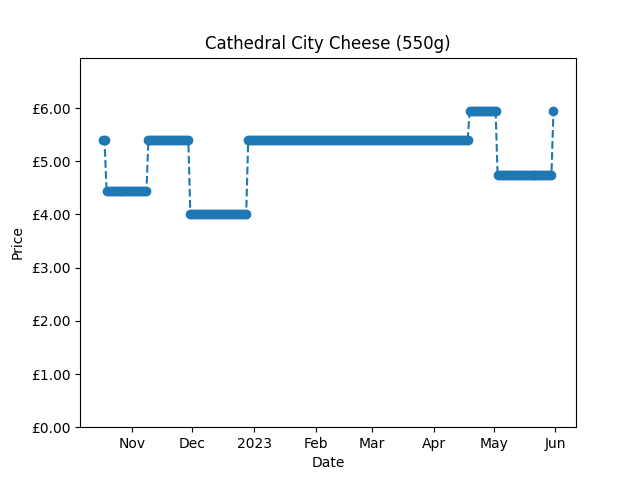 Cathedral City Cheese (550g)
£6.00
£5.00
£4.00
£3.00
£2.00
£1.00
£0.00
Price
Nov Dec 2023 Feb Mar Apr May Jun
Date